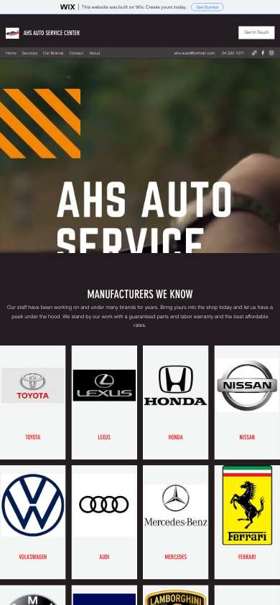 WIX | This website was built on Wix. Create yours today. Get Started
AHS AUTO SERVICE CENTER
Get In Touch
Home Services Our Brands Contact About
AHS AUTO
SERVICE
MANUFACTURERS WE KNOW
Our staff have been working on and under many brands for years. Bring yours into the shop today and let us have a
peek under the hood. We stand by our work with a guaranteed parts and labor warranty and the most affordable
rates.
TOYOTA
LEXUS
HONDA
NISSAN
TOYOTA
LEXUS
HONDA
NISSAN
Audi
Mercedes-Benz
Ferrari
VOLKSWAGEN
AUDI
MERCEDES
FERRARI
LAMBORGHINI